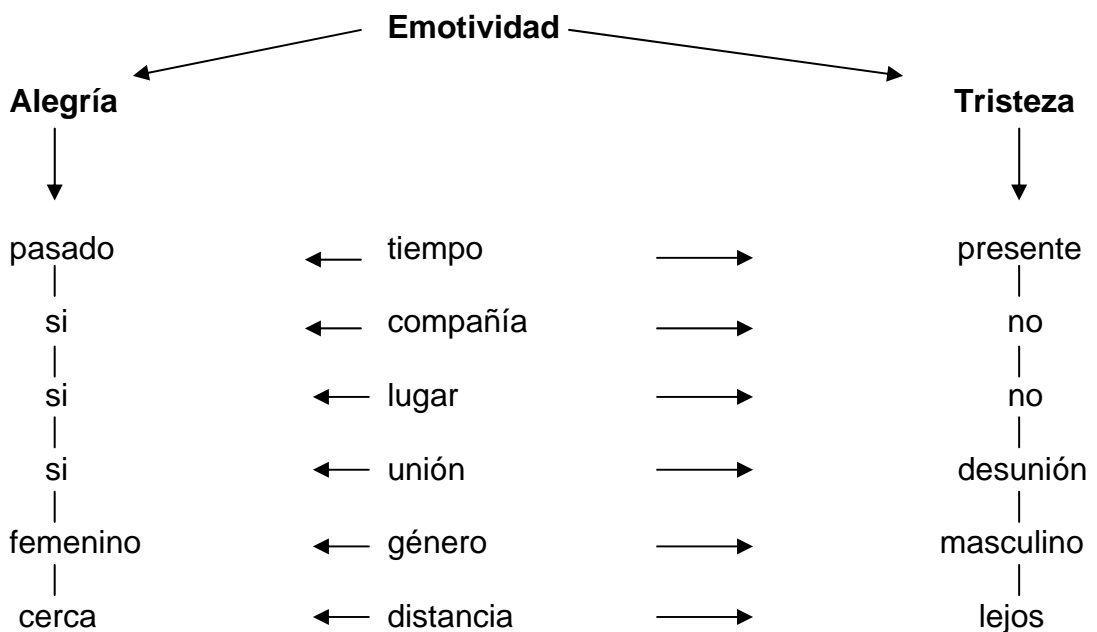 Emotividad
Alegría Tristeza
pasado tiempo presente
si compañía no
si lugar no
si unión desunión
femenino género masculino
cerca distancia lejos